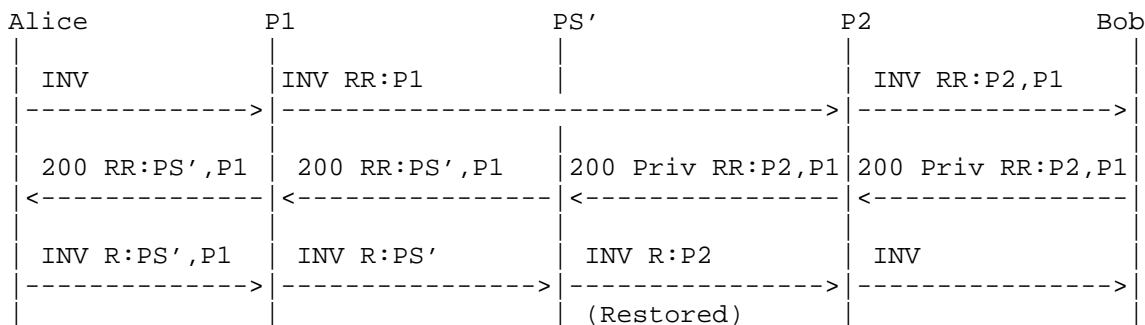 Alice P1 PS’ P2 Bob
INV INV RR:P1 INV RR:P2,P1
200 RR:PS’,P1 200 RR:PS’,P1 200 Priv RR:P2,P1 200 Priv RR:P2,P1
INV R:PS’,P1 INV R:PS’ INV R:P2 INV
(Restored)